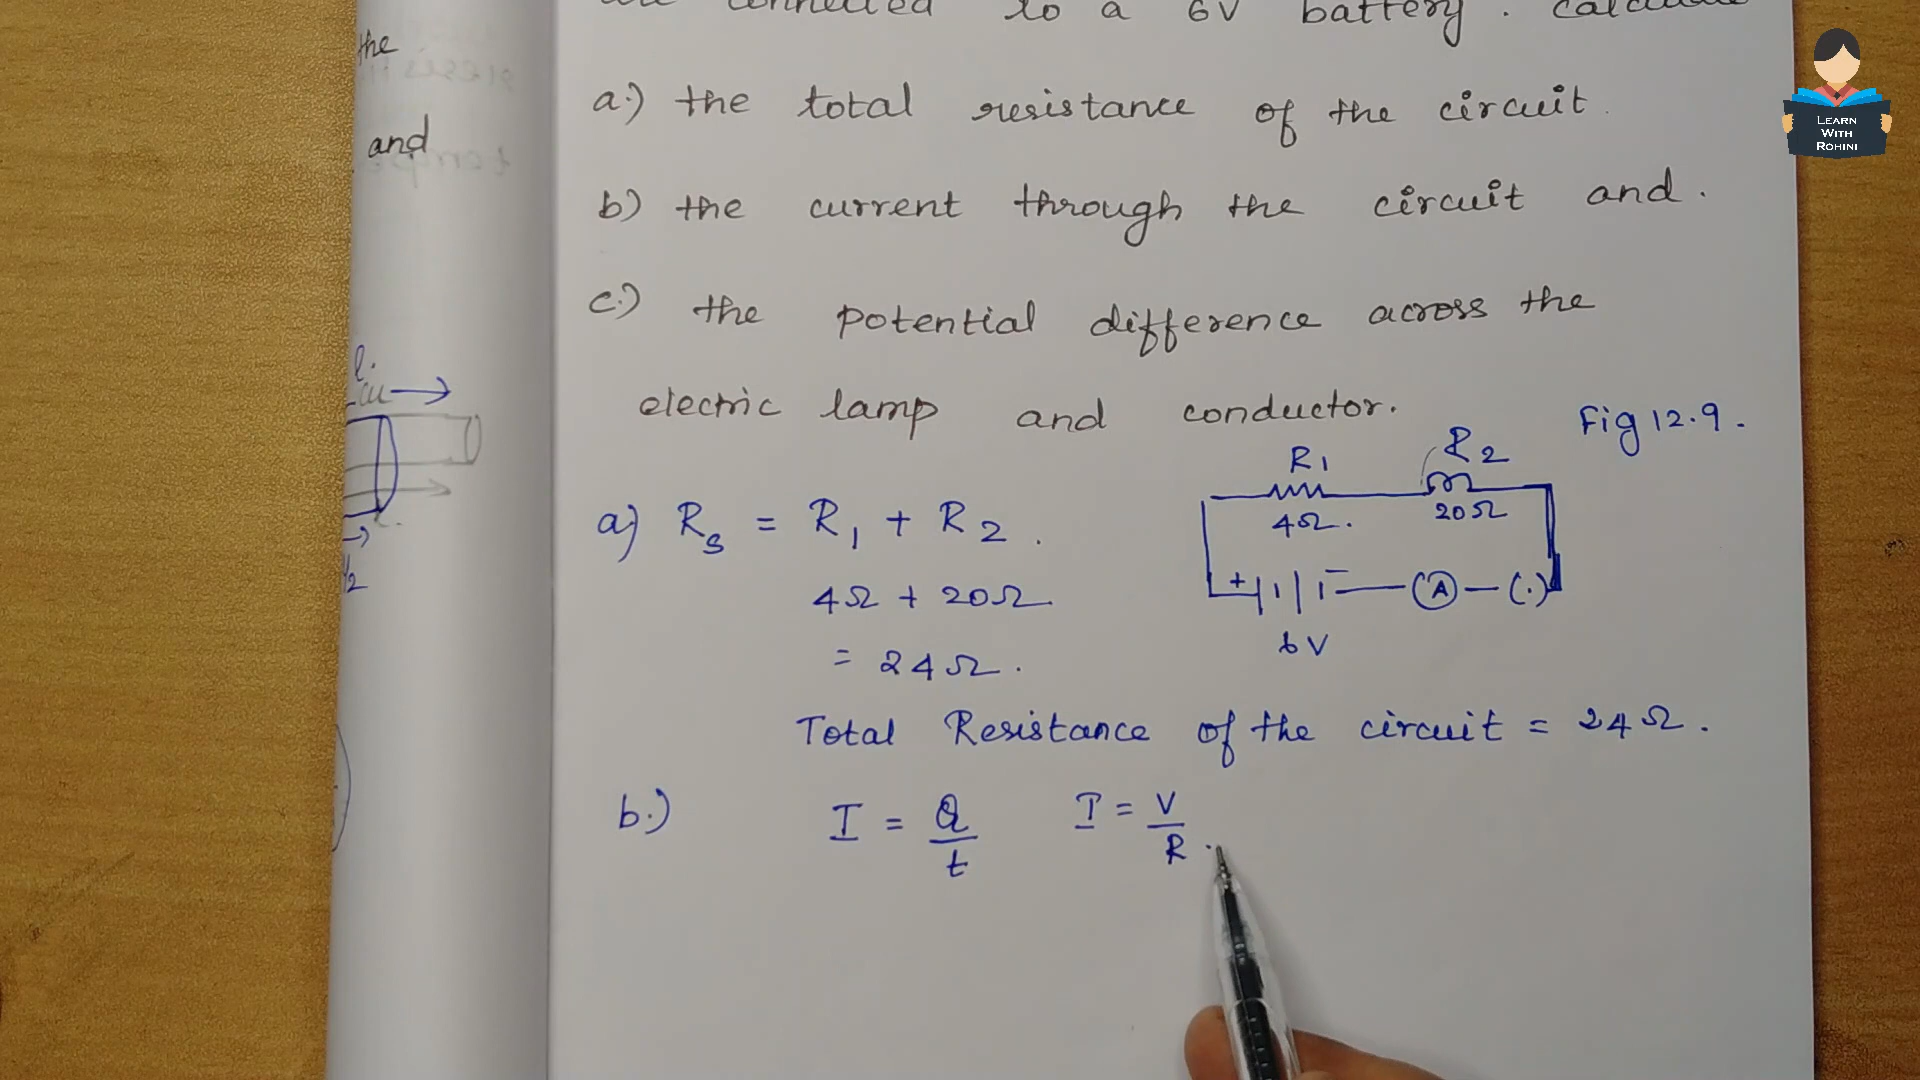 the
and
connected to a 6V battery. Calculate
a.) the total resistance of the circuit.
b) the current through the circuit and.
c.) the potential difference across the
electric lamp and conductor.
Fig 12.9.
R1 R2
4Ω. 20Ω
+ - (A) (.)
6V
a) Rs = R1 + R2.
4Ω + 20Ω.
= 24Ω.
Total Resistance of the circuit = 24Ω.
b.) I = Q/t I = V/R.
LEARN
WITH
ROHINI